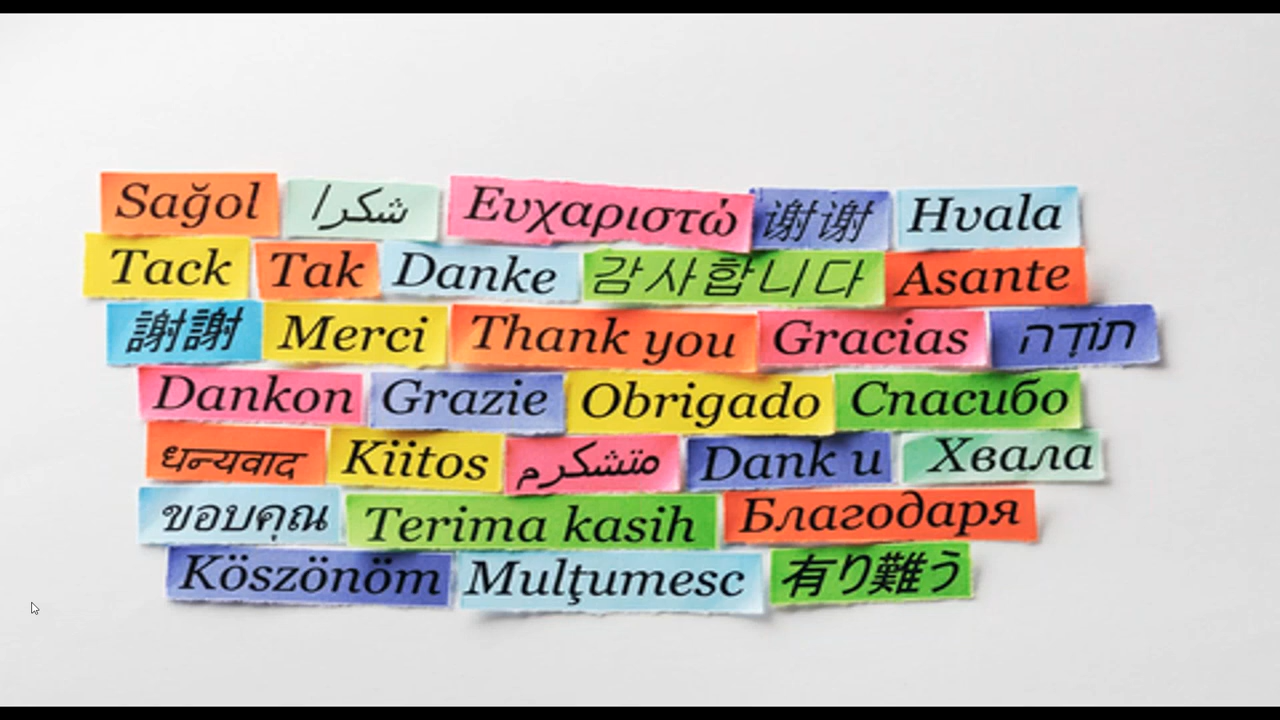 Sağol شكرا Ευχαριστώ 谢谢 Hvala
Tack Tak Danke 감사합니다 Asante
謝謝 Merci Thank you Gracias תּוֹדָה
Dankon Grazie Obrigado Спасибо
धन्यवाद Kiitos متشکرم Dank u Хвала
ขอบคุณ Terima kasih Благодаря
Köszönöm Mulţumesc 有り難う